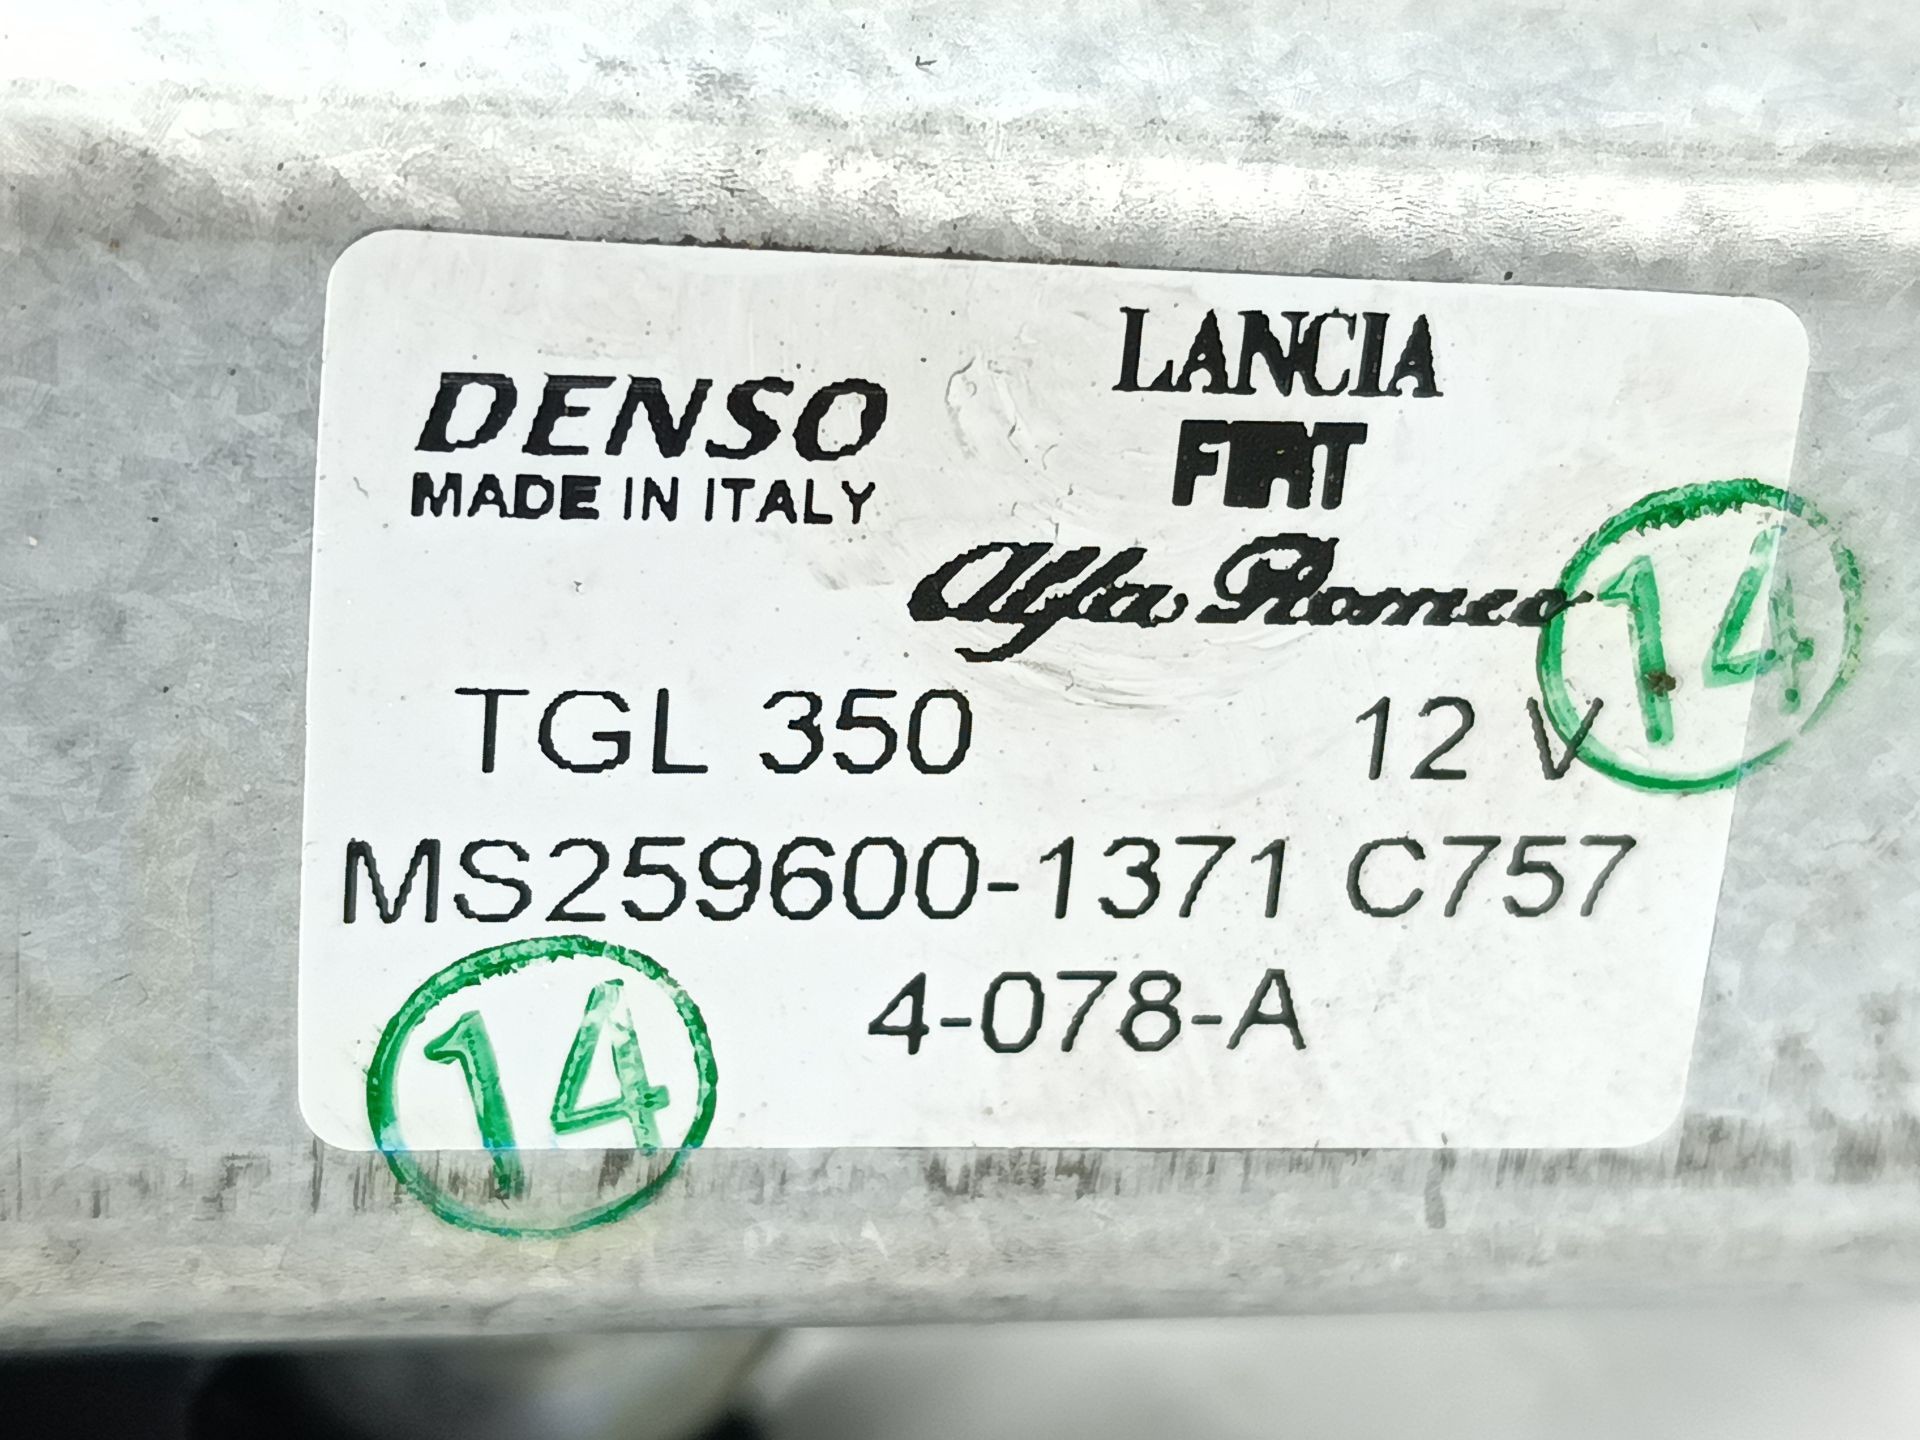 DENSO
MADE IN ITALY
LANCIA
FIAT
Alfa Romeo
14
TGL 350 12 V
MS259600-1371 C757
4-078-A
14